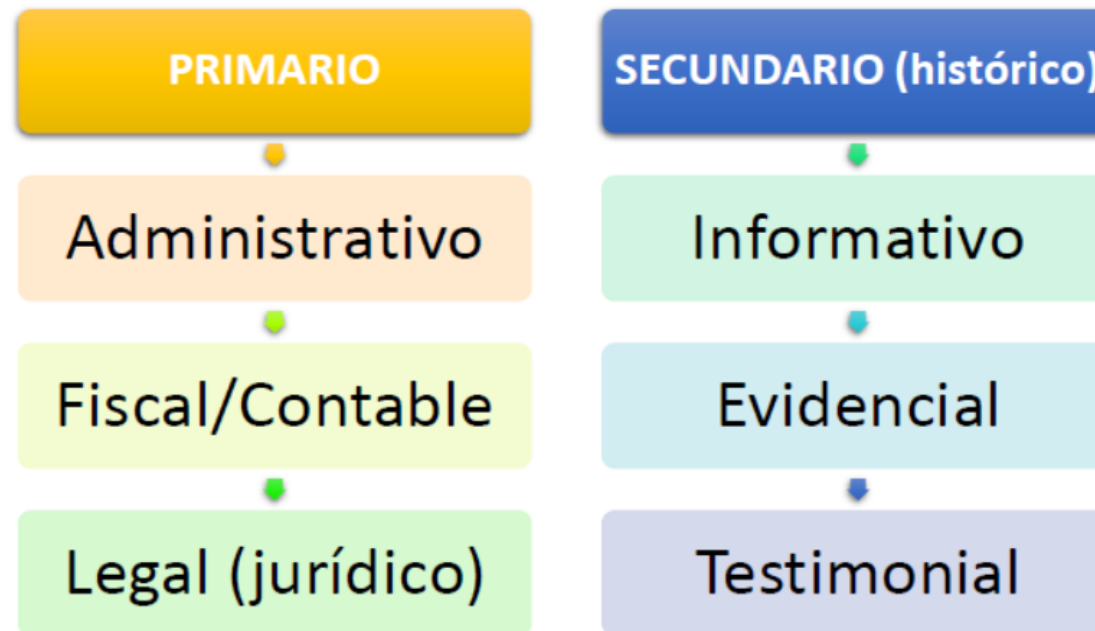 PRIMARIO
Administrativo
Fiscal/Contable
Legal (jurídico)
SECUNDARIO (histórico)
Informativo
Evidencial
Testimonial